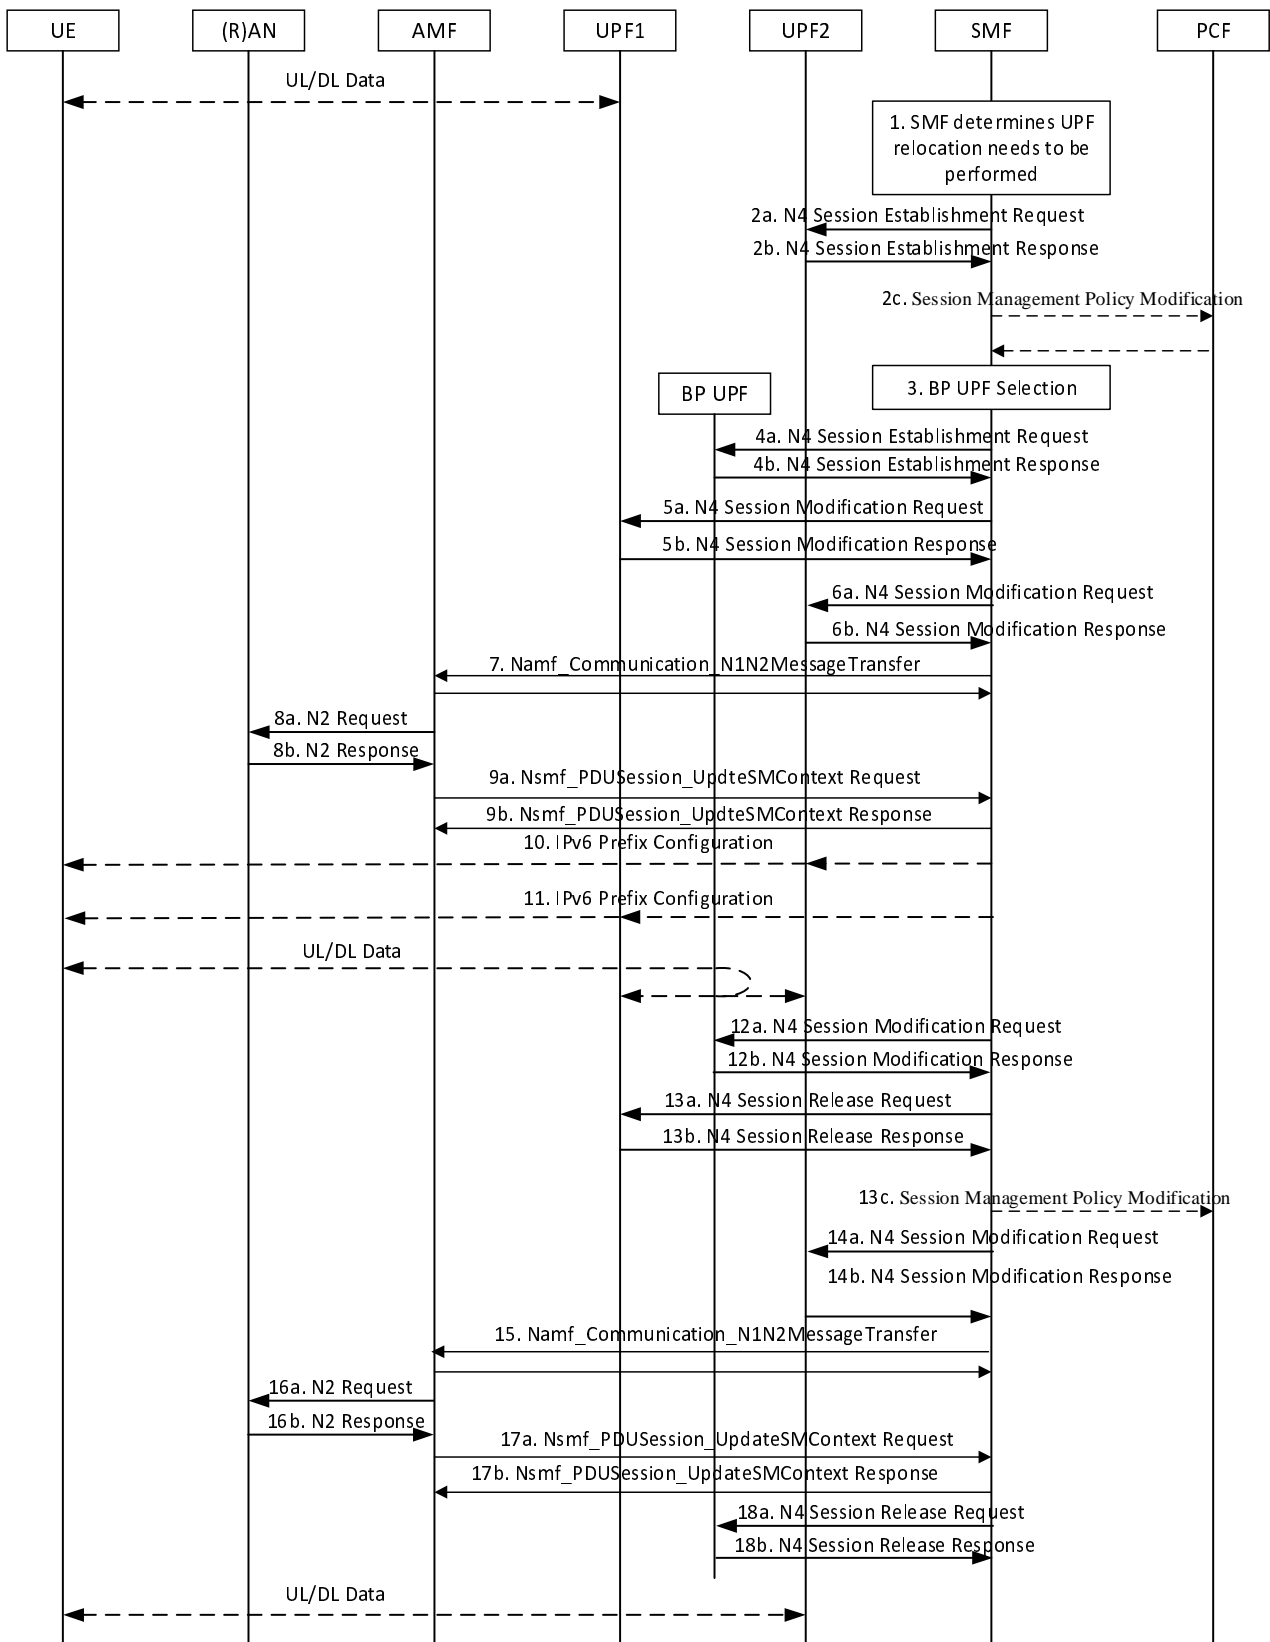 UE
(R)AN
AMF
UPF1
UPF2
SMF
PCF
UL/DL Data
1. SMF determines UPF
relocation needs to be
performed
2a. N4 Session Establishment Request
2b. N4 Session Establishment Response
2c. Session Management Policy Modification
BP UPF
3. BP UPF Selection
4a. N4 Session Establishment Request
4b. N4 Session Establishment Response
5a. N4 Session Modification Request
5b. N4 Session Modification Response
6a. N4 Session Modification Request
6b. N4 Session Modification Response
7. Namf_Communication_N1N2MessageTransfer
8a. N2 Request
8b. N2 Response
9a. Nsmf_PDUSession_UpdteSMContext Request
9b. Nsmf_PDUSession_UpdteSMContext Response
10. IPv6 Prefix Configuration
11. IPv6 Prefix Configuration
UL/DL Data
12a. N4 Session Modification Request
12b. N4 Session Modification Response
13a. N4 Session Release Request
13b. N4 Session Release Response
13c. Session Management Policy Modification
14a. N4 Session Modification Request
14b. N4 Session Modification Response
15. Namf_Communication_N1N2MessageTransfer
16a. N2 Request
16b. N2 Response
17a. Nsmf_PDUSession_UpdateSMContext Request
17b. Nsmf_PDUSession_UpdateSMContext Response
18a. N4 Session Release Request
18b. N4 Session Release Response
UL/DL Data